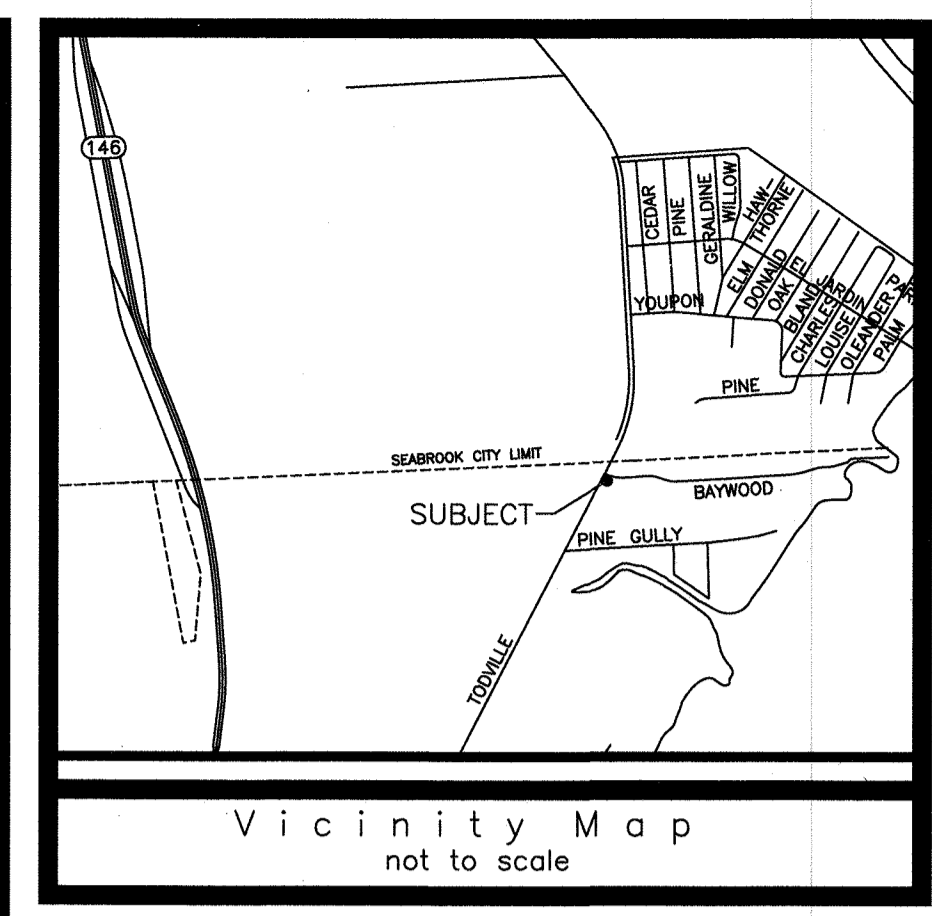 146
CEDAR
PINE
GERALDINE
WILLOW
HAW-
THORNE
ELM
DONALD
OAK
BLAND
CHARLES
JARDIN
LOUISE
OLEANDER
PALM
YOUPON
PINE
SEABROOK CITY LIMIT
BAYWOOD
SUBJECT
PINE GULLY
TODVILLE
Vicinity Map
not to scale